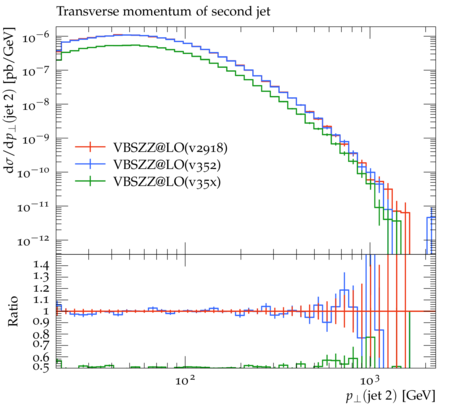 Transverse momentum of second jet
dσ/dp⊥(jet 2) [pb/GeV]
10⁻⁶
10⁻⁷
10⁻⁸
10⁻⁹
10⁻¹⁰
10⁻¹¹
10⁻¹²
VBSZZ@LO(v2918)
VBSZZ@LO(v352)
VBSZZ@LO(v35x)
Ratio
1.4
1.3
1.2
1.1
1
0.9
0.8
0.7
0.6
0.5
10² 10³
p⊥(jet 2) [GeV]